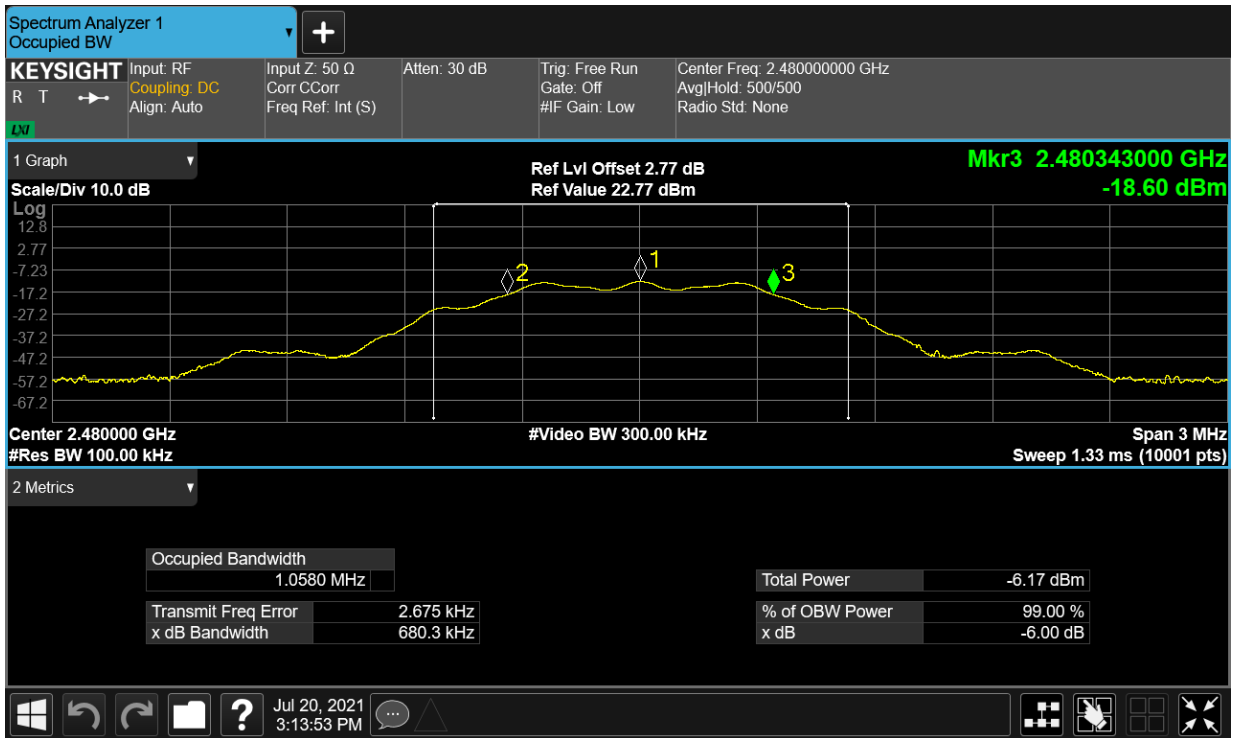 Spectrum Analyzer 1
Occupied BW
KEYSIGHT
R T
LXI
Input: RF
Coupling: DC
Align: Auto
Input Z: 50 Ω
Corr CCorr
Freq Ref: Int (S)
Atten: 30 dB
Trig: Free Run
Gate: Off
#IF Gain: Low
Center Freq: 2.480000000 GHz
Avg|Hold: 500/500
Radio Std: None
1 Graph
Scale/Div 10.0 dB
Ref Lvl Offset 2.77 dB
Ref Value 22.77 dBm
Mkr3 2.480343000 GHz
-18.60 dBm
Log
12.8
2.77
-7.23
-17.2
-27.2
-37.2
-47.2
-57.2
-67.2
2
1
3
Center 2.480000 GHz
#Video BW 300.00 kHz
Span 3 MHz
#Res BW 100.00 kHz
Sweep 1.33 ms (10001 pts)
2 Metrics
Occupied Bandwidth
1.0580 MHz
Total Power -6.17 dBm
Transmit Freq Error 2.675 kHz
% of OBW Power 99.00 %
x dB Bandwidth 680.3 kHz
x dB -6.00 dB
?
Jul 20, 2021
3:13:53 PM